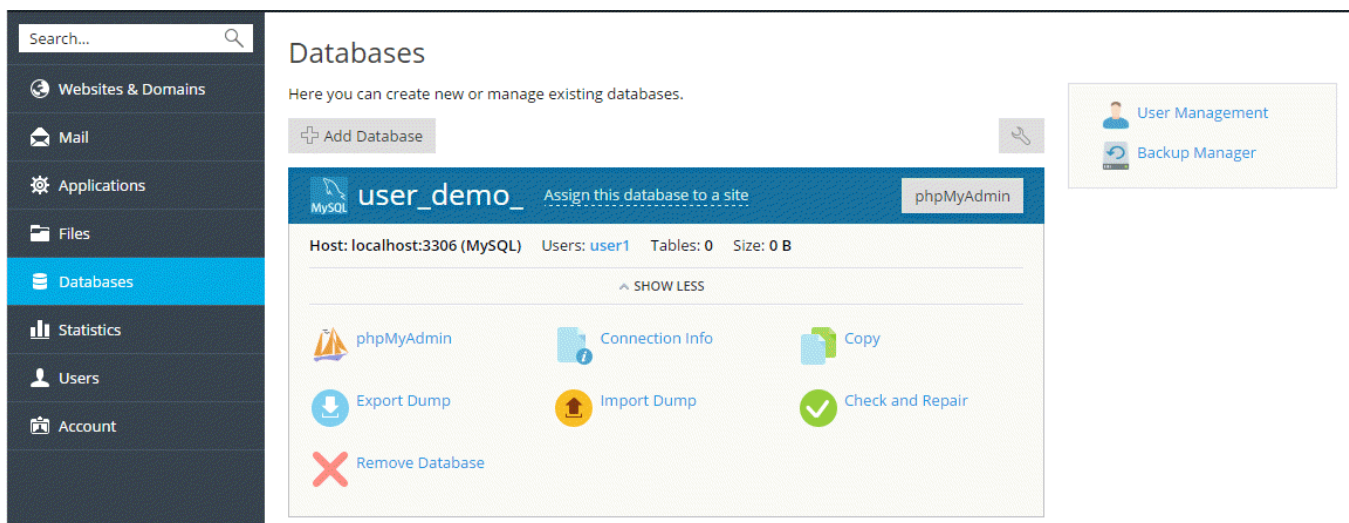 Search...
Websites & Domains
Mail
Applications
Files
Databases
Statistics
Users
Account
Databases
Here you can create new or manage existing databases.
Add Database
MySQL user_demo_ Assign this database to a site phpMyAdmin
Host: localhost:3306 (MySQL) Users: user1 Tables: 0 Size: 0 B
SHOW LESS
phpMyAdmin Connection Info Copy
Export Dump Import Dump Check and Repair
Remove Database
User Management
Backup Manager